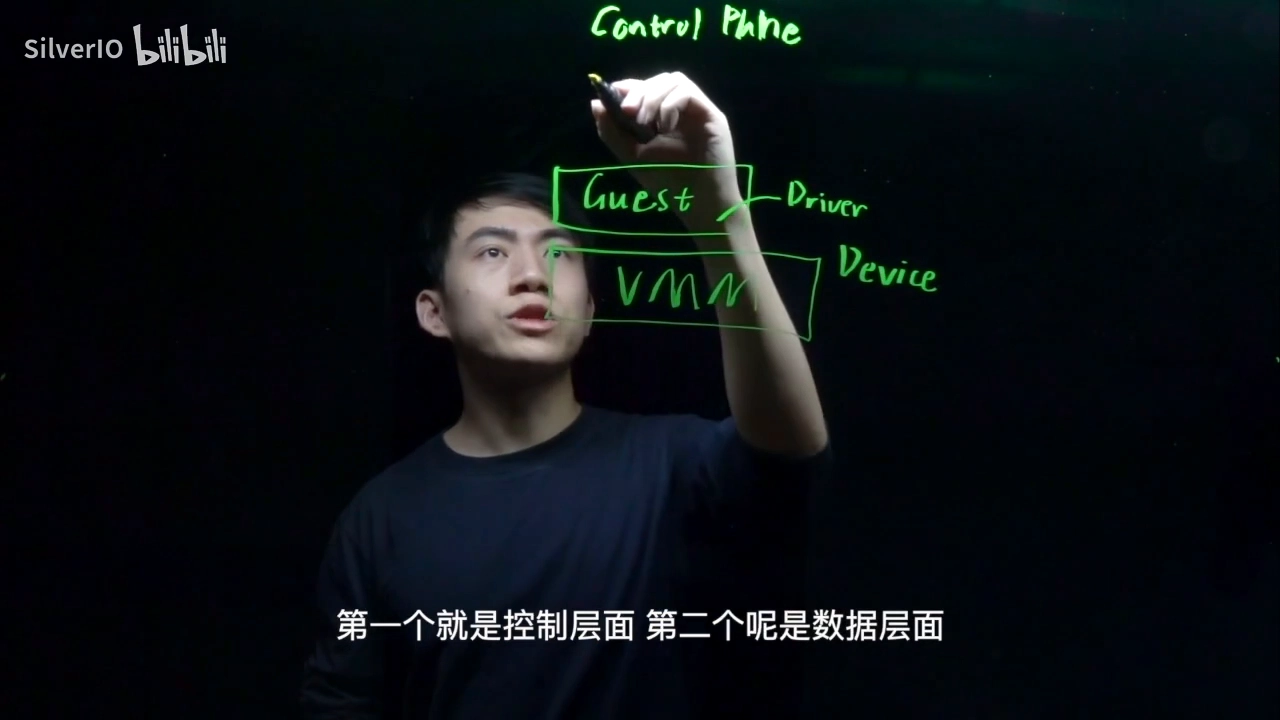 SilverIO bilibili
Control Plane
Guest
Driver
Device
VMM
第一个就是控制层面 第二个呢是数据层面